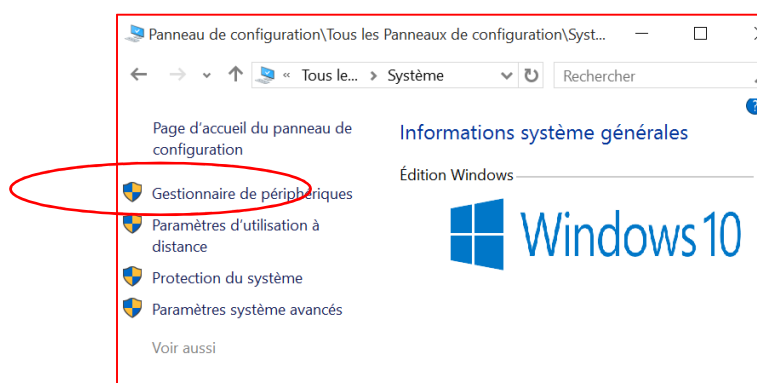 Panneau de configuration\Tous les Panneaux de configuration\Syst...
« Tous le... > Système
Rechercher
Page d'accueil du panneau de
configuration
Informations système générales
Édition Windows
Gestionnaire de périphériques
Windows 10
Paramètres d'utilisation à
distance
Protection du système
Paramètres système avancés
Voir aussi